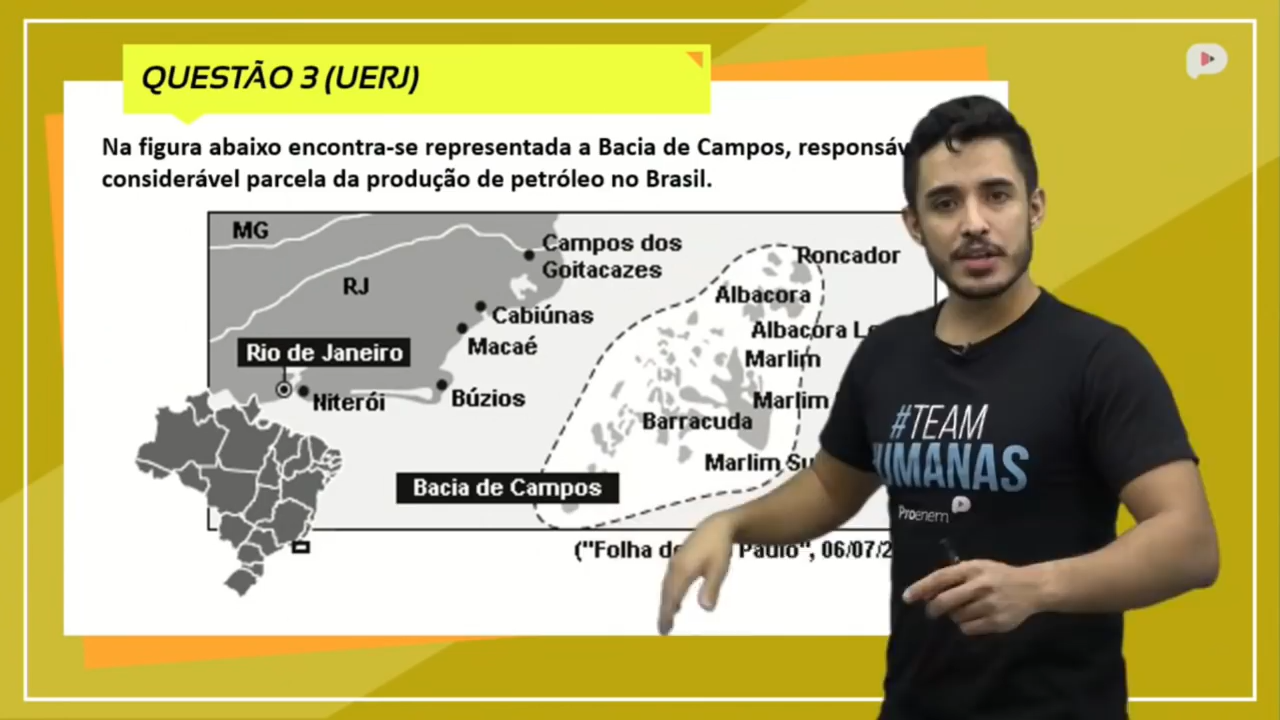 QUESTÃO 3 (UERJ)
Na figura abaixo encontra-se representada a Bacia de Campos,
considerável parcela da produção de petróleo no Brasil.
MG
Campos dos
Goitacazes
Roncador
RJ
Albacora
Cabiúnas
Albacora
Rio de Janeiro
Macaé
Marlim
Niterói
Búzios
Marlim
Barracuda
Marlim
Bacia de Campos
("Folha
Paulo", 06/07/2
#TEAM
HUMANAS
Proenem